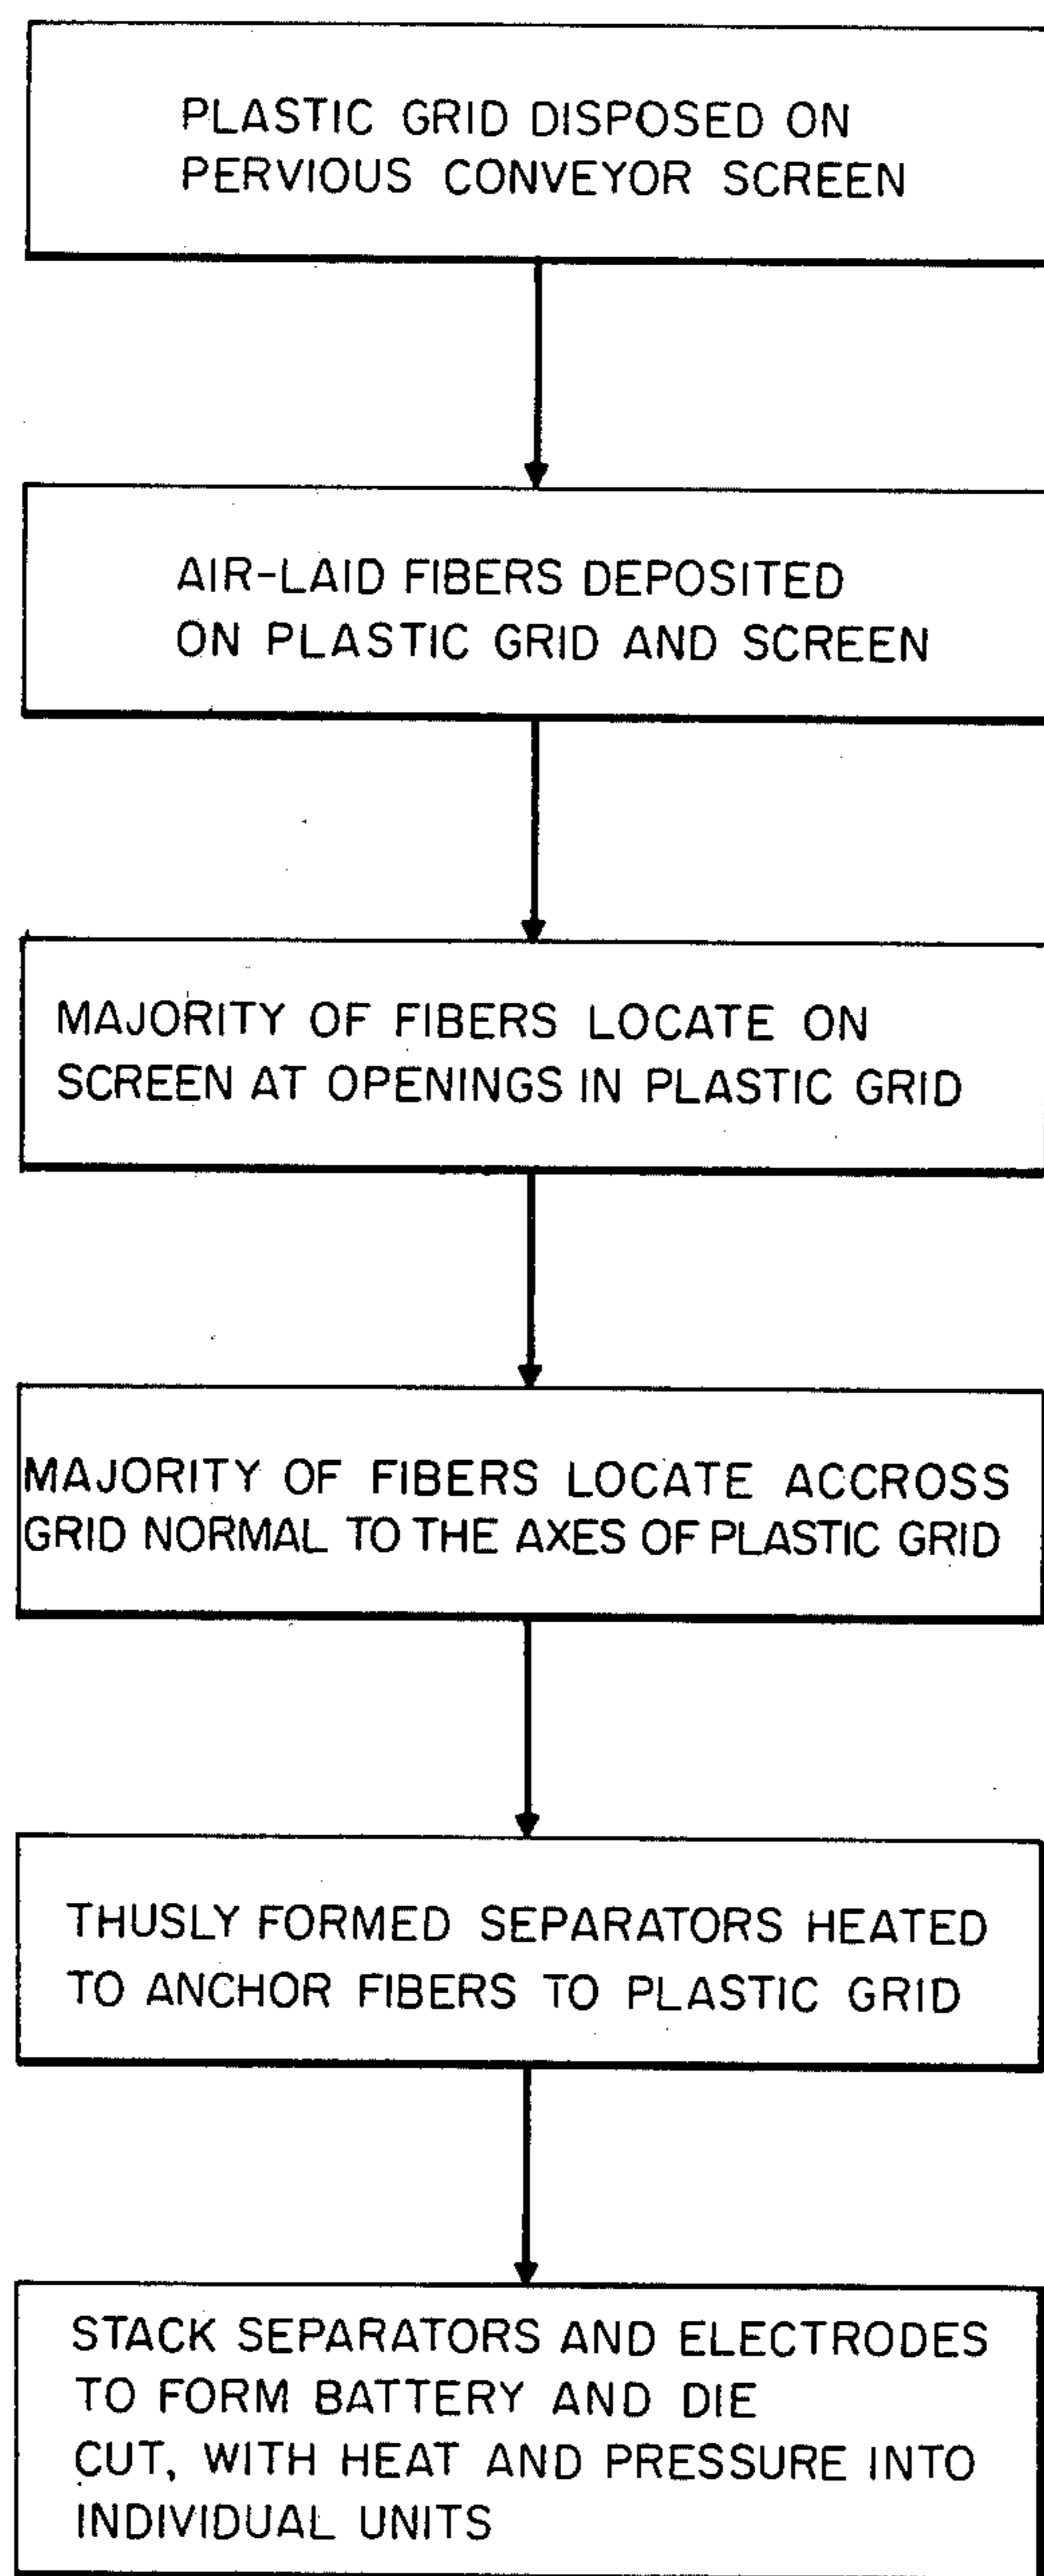 PLASTIC GRID DISPOSED ON
PERVIOUS CONVEYOR SCREEN
AIR-LAID FIBERS DEPOSITED
ON PLASTIC GRID AND SCREEN
MAJORITY OF FIBERS LOCATE ON
SCREEN AT OPENINGS IN PLASTIC GRID
MAJORITY OF FIBERS LOCATE ACCROSS
GRID NORMAL TO THE AXES OF PLASTIC GRID
THUSLY FORMED SEPARATORS HEATED
TO ANCHOR FIBERS TO PLASTIC GRID
STACK SEPARATORS AND ELECTRODES
TO FORM BATTERY AND DIE
CUT, WITH HEAT AND PRESSURE INTO
INDIVIDUAL UNITS